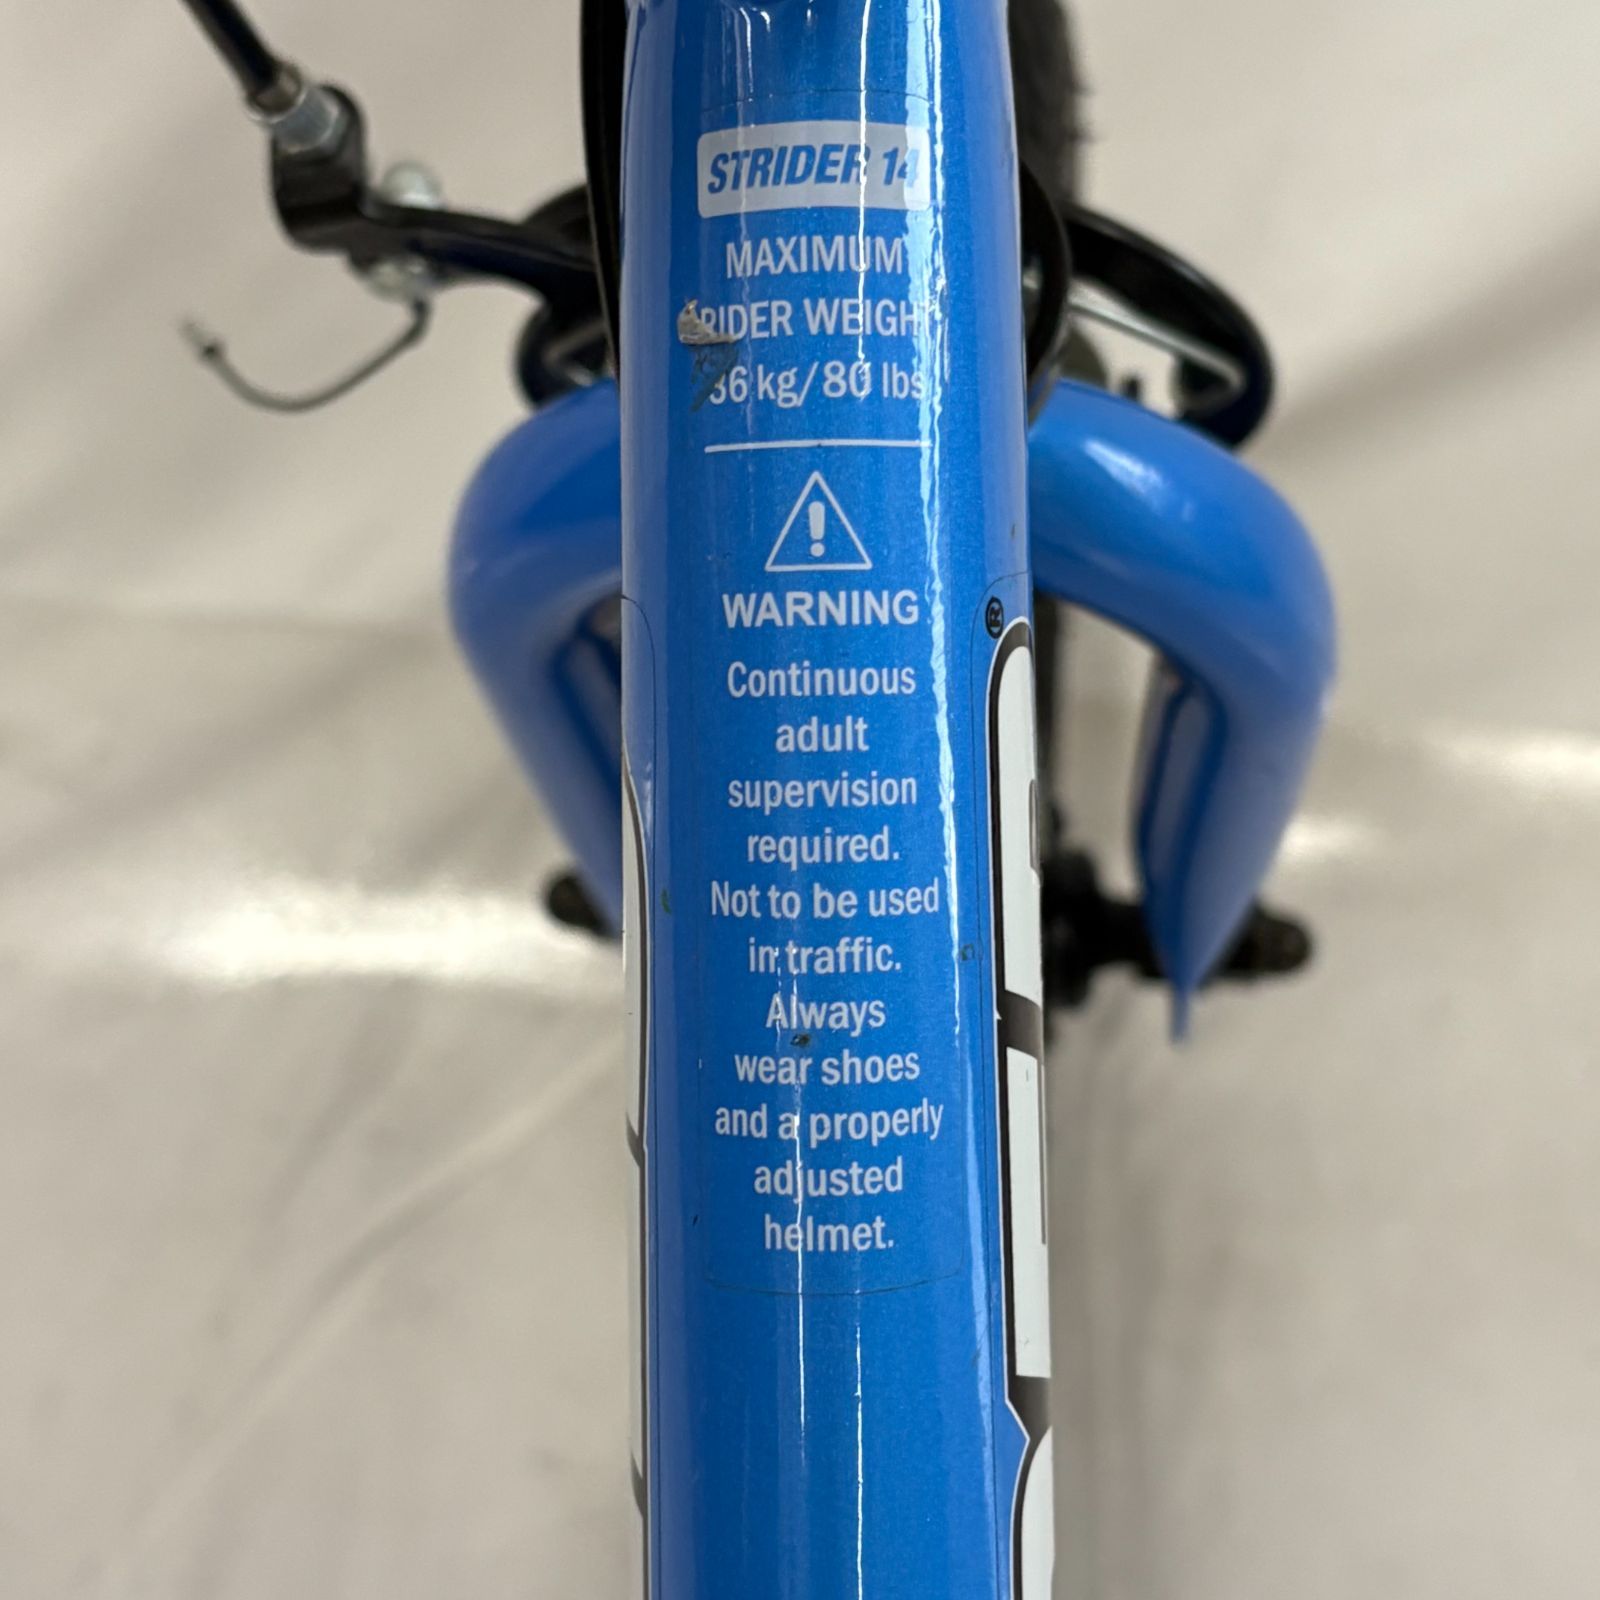 STRIDER 14
MAXIMUM
RIDER WEIGHT
36 kg/80 lbs
WARNING
Continuous
adult
supervision
required.
Not to be used
in traffic.
Always
wear shoes
and a properly
adjusted
helmet.
®